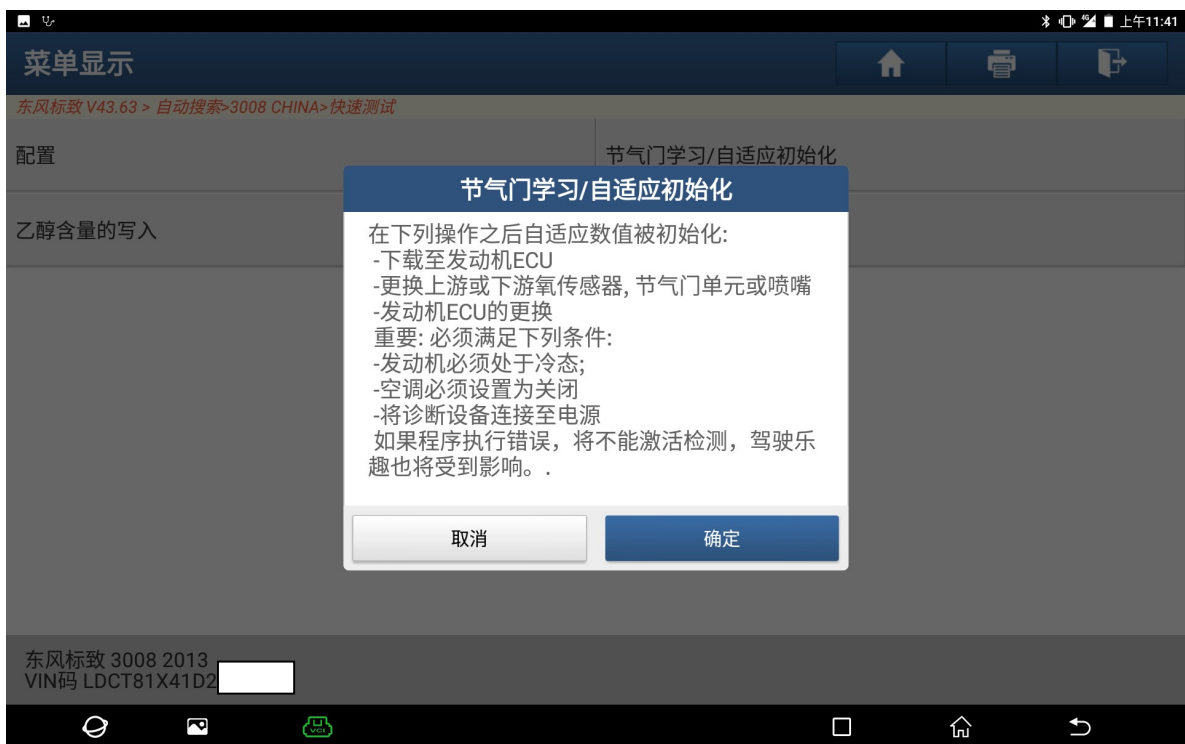 4G
上午11:41
菜单显示
东风标致 V43.63 > 自动搜索>3008 CHINA>快速测试
配置
节气门学习/自适应初始化
乙醇含量的写入
节气门学习/自适应初始化
在下列操作之后自适应数值被初始化:
-下载至发动机ECU
-更换上游或下游氧传感器, 节气门单元或喷嘴
-发动机ECU的更换
重要: 必须满足下列条件:
-发动机必须处于冷态;
-空调必须设置为关闭
-将诊断设备连接至电源
如果程序执行错误，将不能激活检测，驾驶乐
趣也将受到影响。.
取消
确定
东风标致 3008 2013
VIN码 LDCT81X41D2
VCI